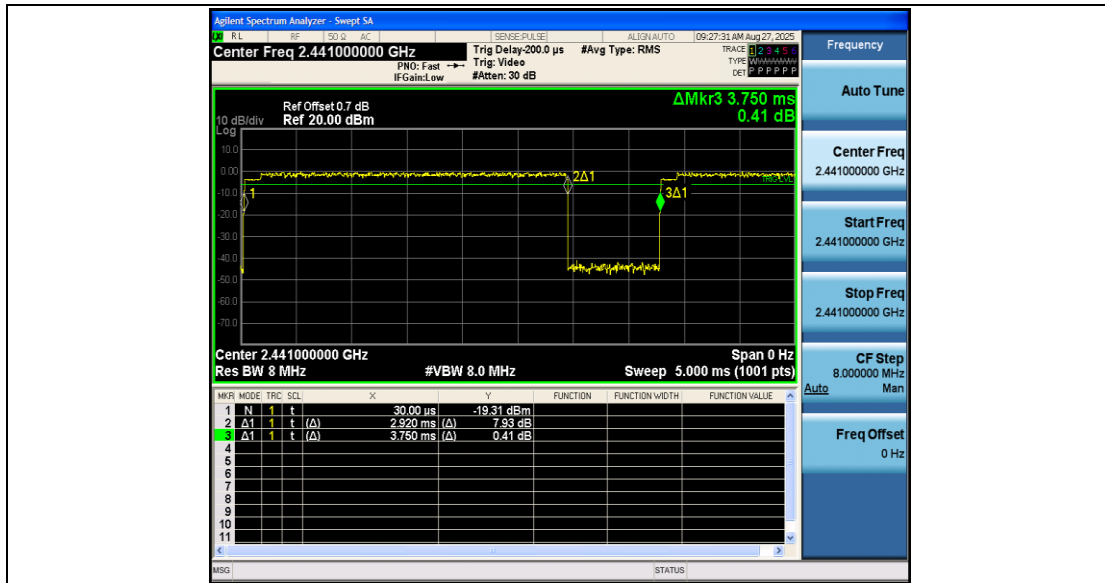 Agilent Spectrum Analyzer - Swept SA
RL RF 50 Ω AC SENSE:PULSE ALIGNAUTO 09:27:31 AM Aug 27, 2025
Center Freq 2.441000000 GHz
PNO: Fast
IFGain:Low
Trig Delay-200.0 µs
Trig: Video
#Atten: 30 dB
#Avg Type: RMS
TRACE 1 2 3 4 5 6
TYPE
DET P P P P P P
ΔMkr3 3.750 ms
0.41 dB
Ref Offset 0.7 dB
10 dB/div Ref 20.00 dBm
Log
10.0
0.00
-10.0
-20.0
-30.0
-40.0
-50.0
-60.0
-70.0
1
2Δ1
3Δ1
TRIG LVL
Center 2.441000000 GHz Span 0 Hz
Res BW 8 MHz #VBW 8.0 MHz Sweep 5.000 ms (1001 pts)
MKR MODE TRC SCL X Y FUNCTION FUNCTION WIDTH FUNCTION VALUE
1 N 1 t 30.00 µs -19.31 dBm
2 Δ1 1 t (Δ) 2.920 ms (Δ) 7.93 dB
3 Δ1 1 t (Δ) 3.750 ms (Δ) 0.41 dB
4
5
6
7
8
9
10
11
MSG STATUS
Frequency
Auto Tune
Center Freq
2.441000000 GHz
Start Freq
2.441000000 GHz
Stop Freq
2.441000000 GHz
CF Step
8.000000 MHz
Auto Man
Freq Offset
0 Hz